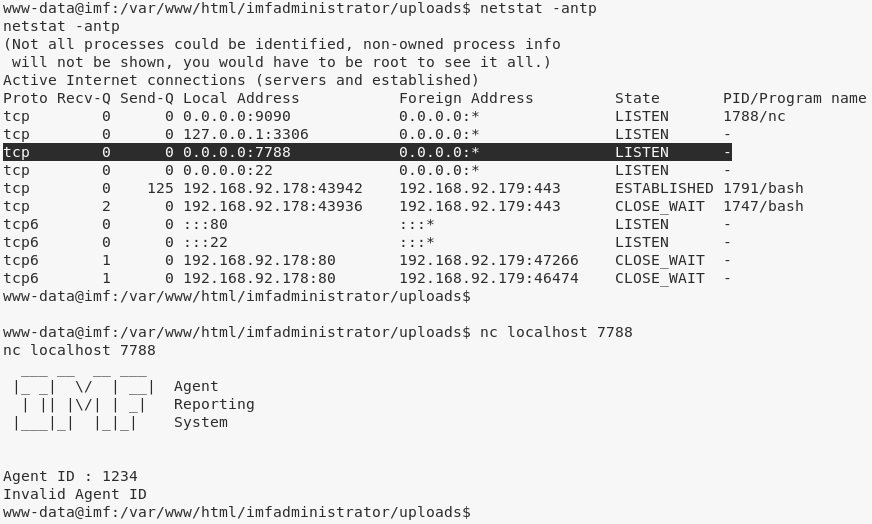 www-data@imf:/var/www/html/imfadministrator/uploads$ netstat -antp
netstat -antp
(Not all processes could be identified, non-owned process info
 will not be shown, you would have to be root to see it all.)
Active Internet connections (servers and established)
Proto Recv-Q Send-Q Local Address           Foreign Address         State       PID/Program name
tcp        0      0 0.0.0.0:9090            0.0.0.0:*               LISTEN      1788/nc
tcp        0      0 127.0.0.1:3306          0.0.0.0:*               LISTEN      -
tcp        0      0 0.0.0.0:7788            0.0.0.0:*               LISTEN      -
tcp        0      0 0.0.0.0:22              0.0.0.0:*               LISTEN      -
tcp        0    125 192.168.92.178:43942    192.168.92.179:443      ESTABLISHED 1791/bash
tcp        2      0 192.168.92.178:43936    192.168.92.179:443      CLOSE_WAIT  1747/bash
tcp6       0      0 :::80                   :::*                    LISTEN      -
tcp6       0      0 :::22                   :::*                    LISTEN      -
tcp6       1      0 192.168.92.178:80       192.168.92.179:47266    CLOSE_WAIT  -
tcp6       1      0 192.168.92.178:80       192.168.92.179:46474    CLOSE_WAIT  -
www-data@imf:/var/www/html/imfadministrator/uploads$
www-data@imf:/var/www/html/imfadministrator/uploads$ nc localhost 7788
nc localhost 7788
  ___ __  __ ___
 |_ _|  \/  | __|  Agent
  | || |\/| | _|   Reporting
 |___|_|  |_|_|    System
Agent ID : 1234
Invalid Agent ID
www-data@imf:/var/www/html/imfadministrator/uploads$